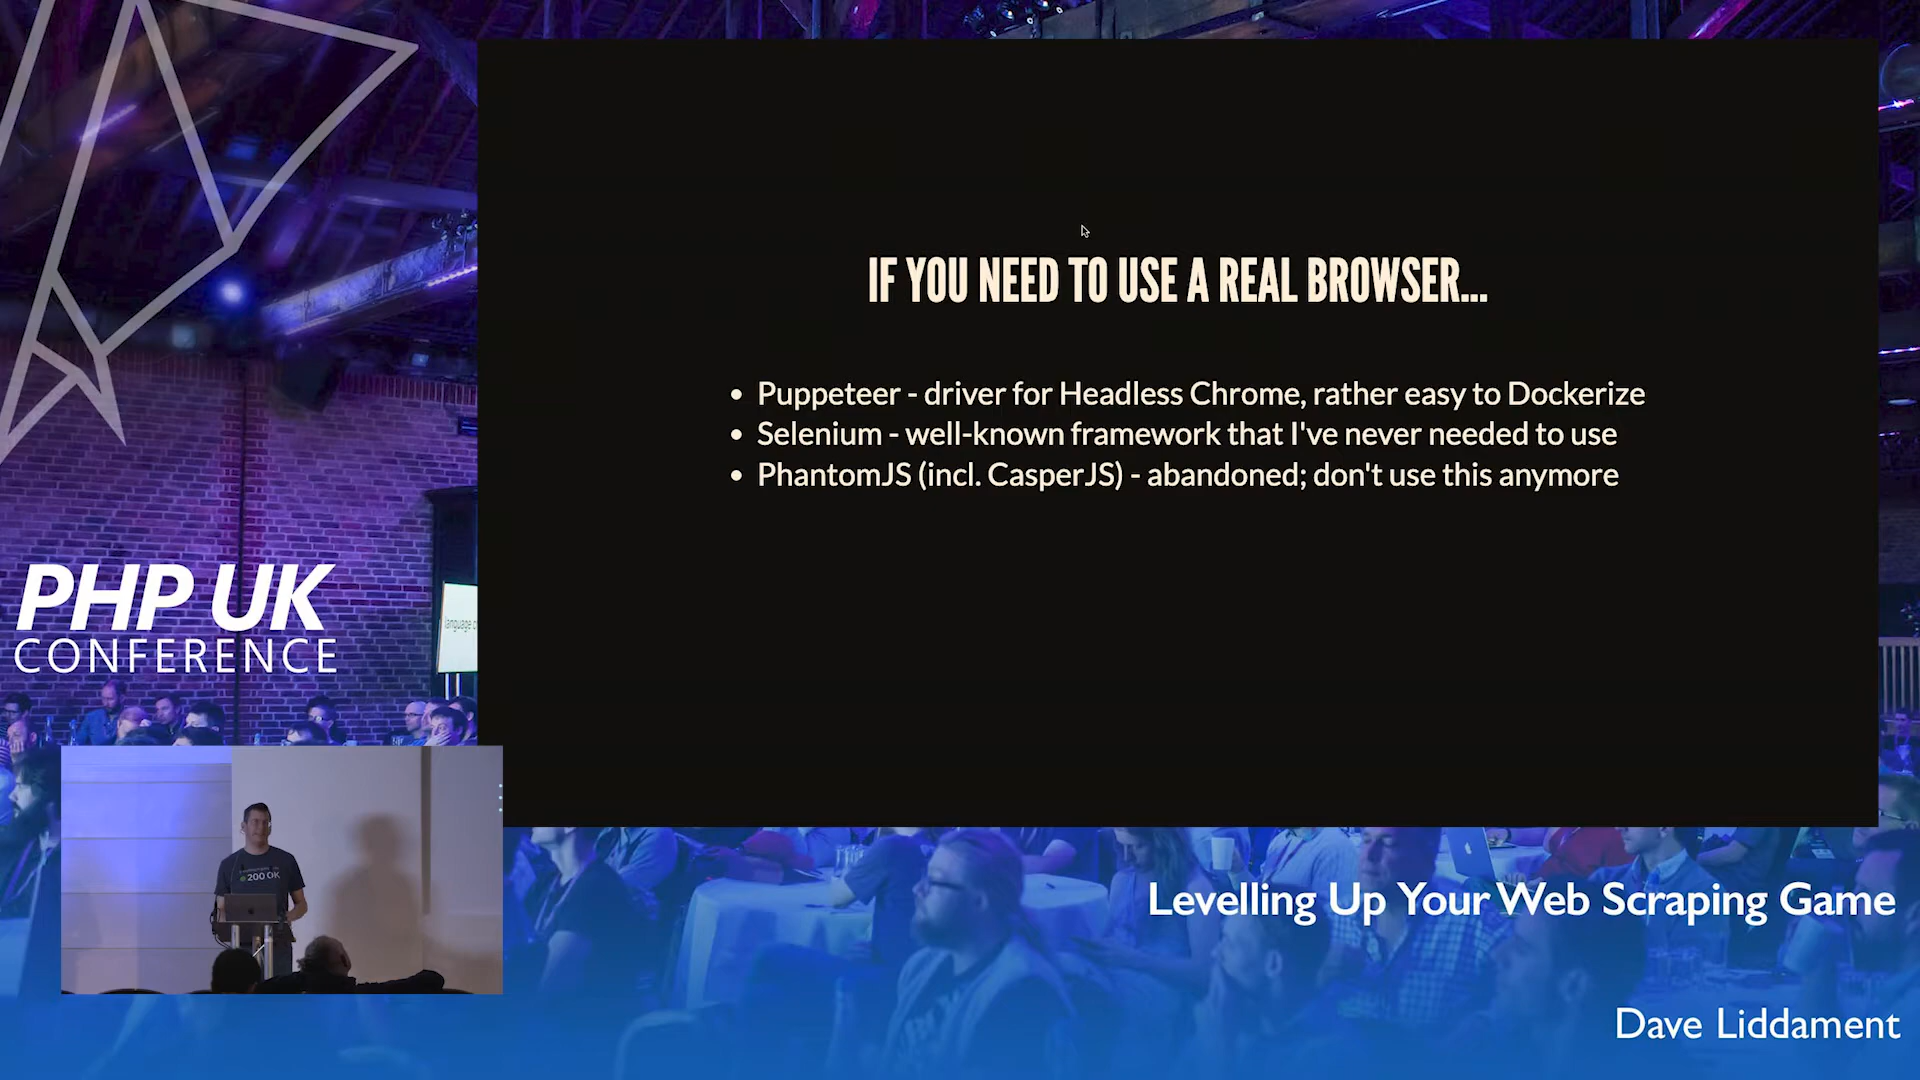 IF YOU NEED TO USE A REAL BROWSER...
• Puppeteer - driver for Headless Chrome, rather easy to Dockerize
• Selenium - well-known framework that I've never needed to use
• PhantomJS (incl. CasperJS) - abandoned; don't use this anymore
PHP UK
CONFERENCE
200 OK
Levelling Up Your Web Scraping Game
Dave Liddament